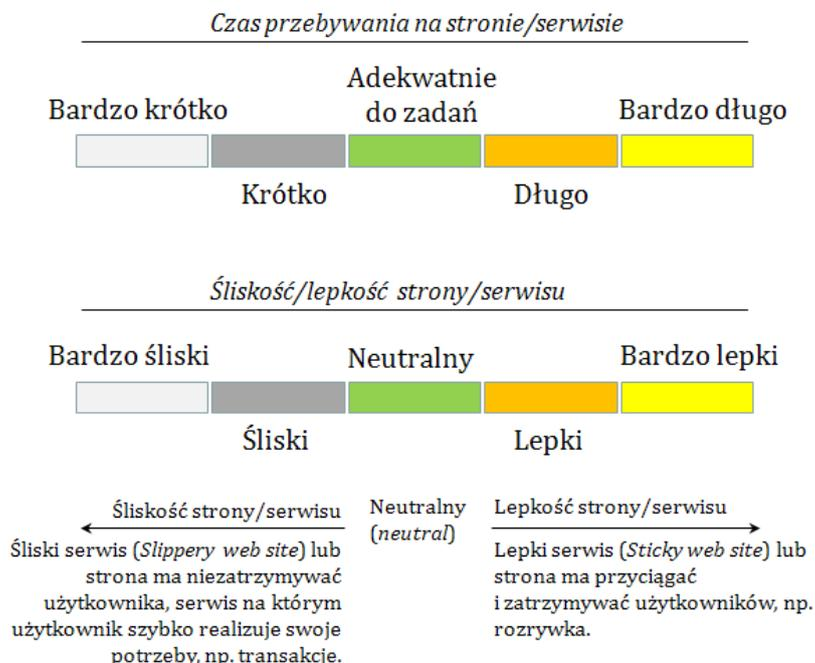 Czas przebywania na stronie/serwisie
Adekwatnie
Bardzo krótko do zadań Bardzo długo
Krótko Długo
Śliskość/lepkość strony/serwisu
Bardzo śliski Neutralny Bardzo lepki
Śliski Lepki
Śliskość strony/serwisu
Śliski serwis (Slippery web site) lub
strona ma niezatrzymywać
użytkownika, serwis na którym
użytkownik szybko realizuje swoje
potrzeby, np. transakcje.
Neutralny
(neutral)
Lepkość strony/serwisu
Lepki serwis (Sticky web site) lub
strona ma przyciągać
i zatrzymywać użytkowników, np.
rozrywka.